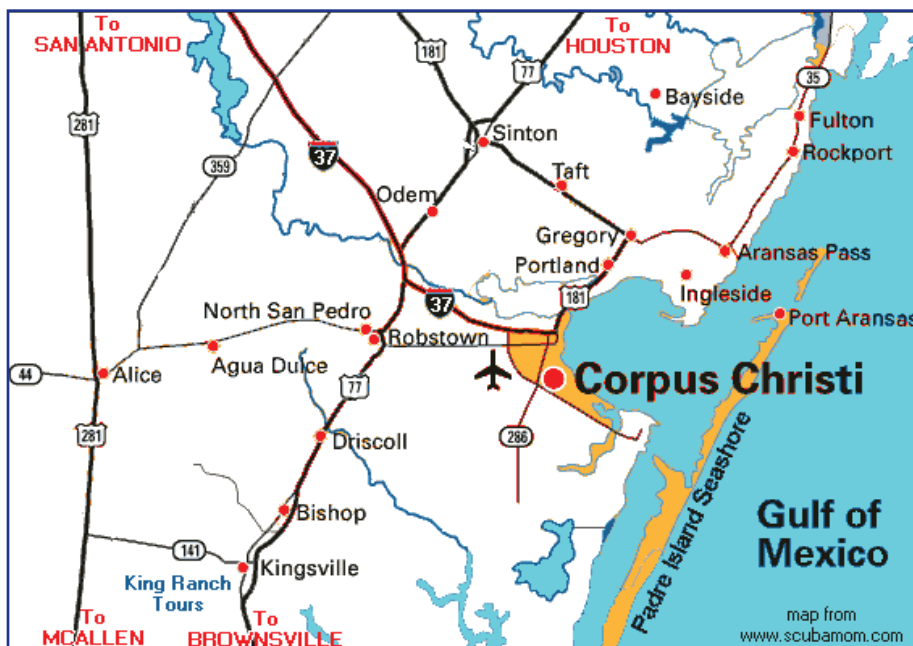 To
SAN ANTONIO
181
77
To
HOUSTON
35
Bayside
Fulton
281
Sinton
Rockport
37
359
Taft
Odem
Gregory
Aransas Pass
Portland
Ingleside
37
181
North San Pedro
Port Aransas
Robstown
Agua Dulce
44
Alice
77
Corpus Christi
281
Driscoll
286
Padre Island Seashore
Bishop
Gulf of
Mexico
141
Kingsville
King Ranch
Tours
To
MCALLEN
To
BROWNSVILLE
map from
www.scubamom.com